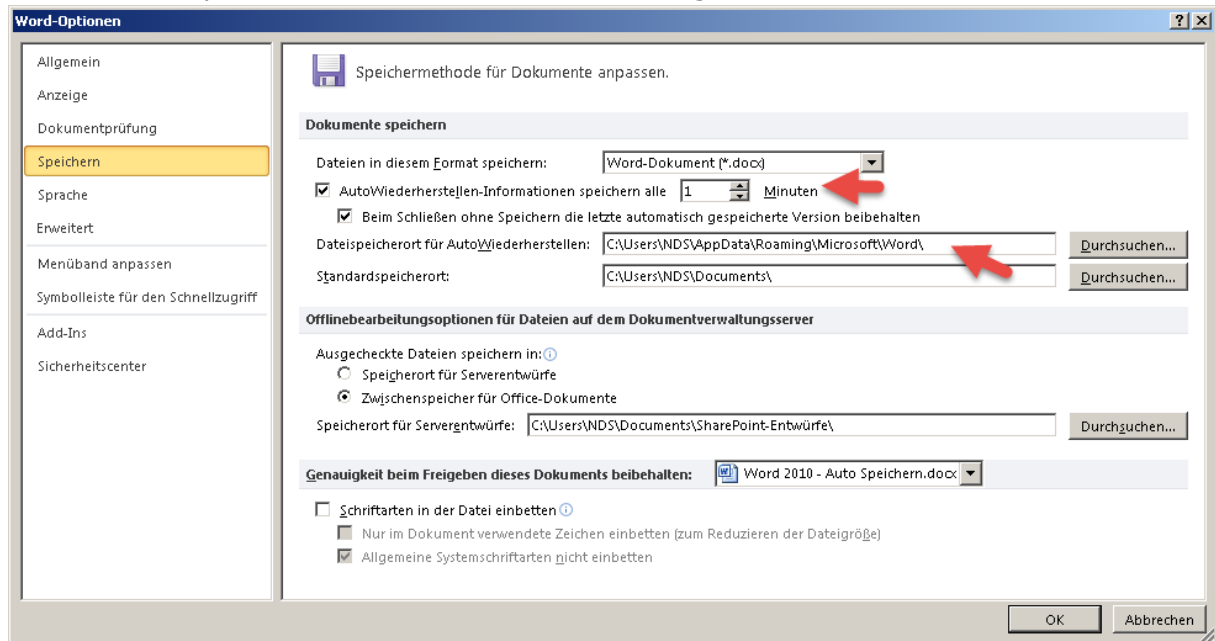 Word-Optionen
Allgemein
Anzeige
Dokumentprüfung
Speichern
Sprache
Erweitert
Menüband anpassen
Symbolleiste für den Schnellzugriff
Add-Ins
Sicherheitscenter
Speichermethode für Dokumente anpassen.
Dokumente speichern
Dateien in diesem Format speichern: Word-Dokument (*.docx)
AutoWiederherstellen-Informationen speichern alle 1 Minuten
Beim Schließen ohne Speichern die letzte automatisch gespeicherte Version beibehalten
Dateispeicherort für AutoWiederherstellen: C:\Users\NDS\AppData\Roaming\Microsoft\Word\ Durchsuchen...
Standardspeicherort: C:\Users\NDS\Documents\ Durchsuchen...
Offlinebearbeitungsoptionen für Dateien auf dem Dokumentverwaltungsserver
Ausgecheckte Dateien speichern in:
Speicherort für Serverentwürfe
Zwischenspeicher für Office-Dokumente
Speicherort für Serverentwürfe: C:\Users\NDS\Documents\SharePoint-Entwürfe\ Durchsuchen...
Genauigkeit beim Freigeben dieses Dokuments beibehalten: Word 2010 - Auto Speichern.docx
Schriftarten in der Datei einbetten
Nur im Dokument verwendete Zeichen einbetten (zum Reduzieren der Dateigröße)
Allgemeine Systemschriftarten nicht einbetten
OK Abbrechen